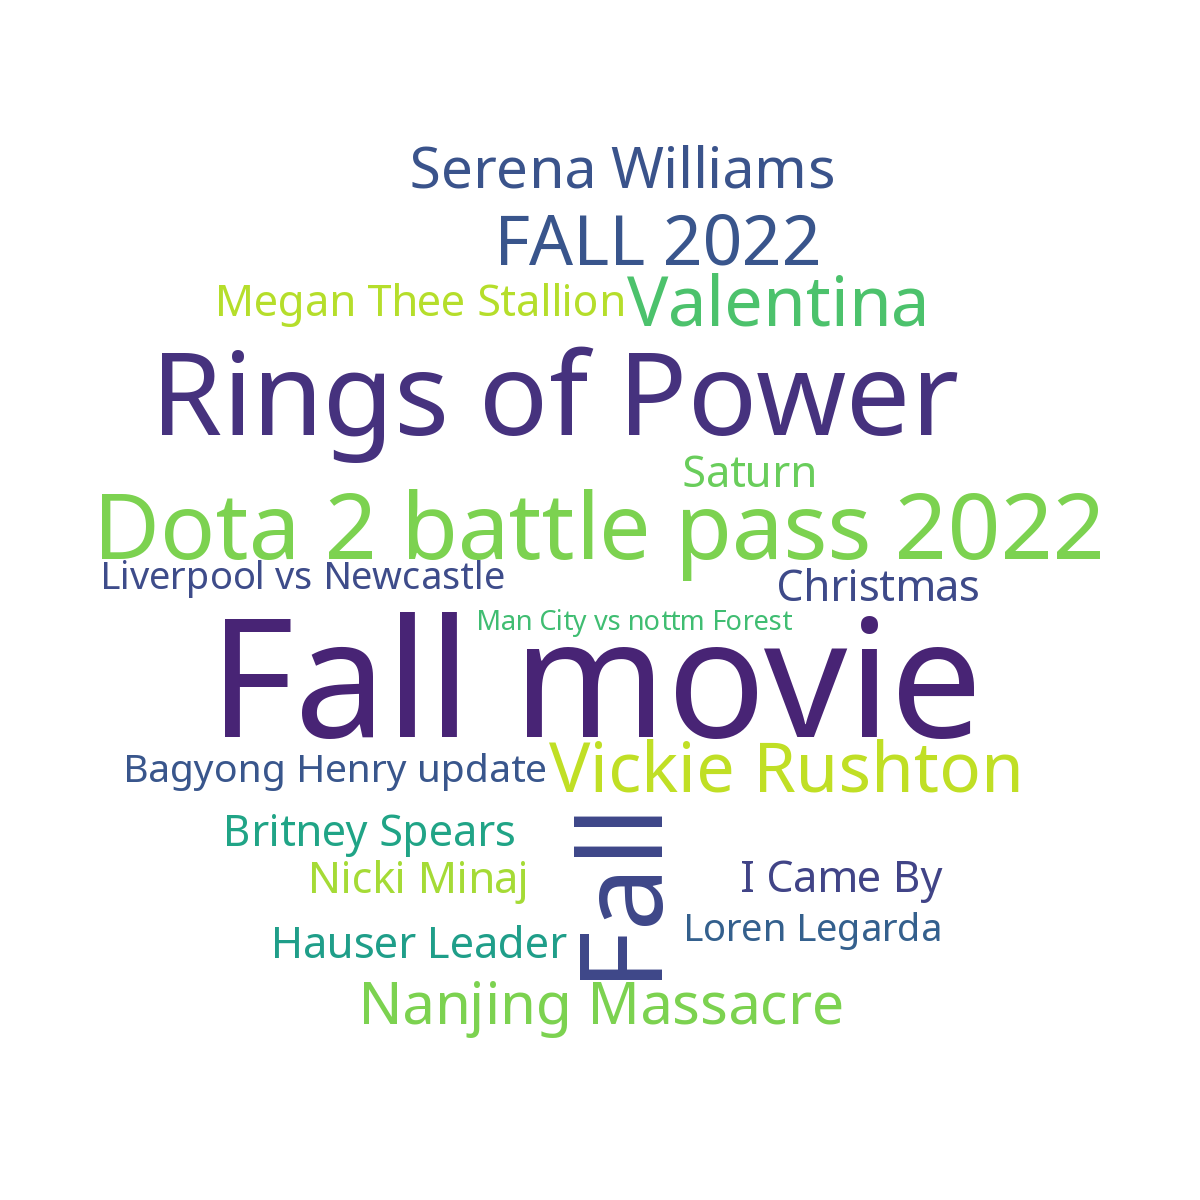 Serena Williams
FALL 2022
Megan Thee Stallion
Valentina
Rings of Power
Saturn
Dota 2 battle pass 2022
Liverpool vs Newcastle
Christmas
Man City vs nottm Forest
Fall movie
Bagyong Henry update
Vickie Rushton
Britney Spears
Fall
Nicki Minaj
I Came By
Hauser Leader
Loren Legarda
Nanjing Massacre